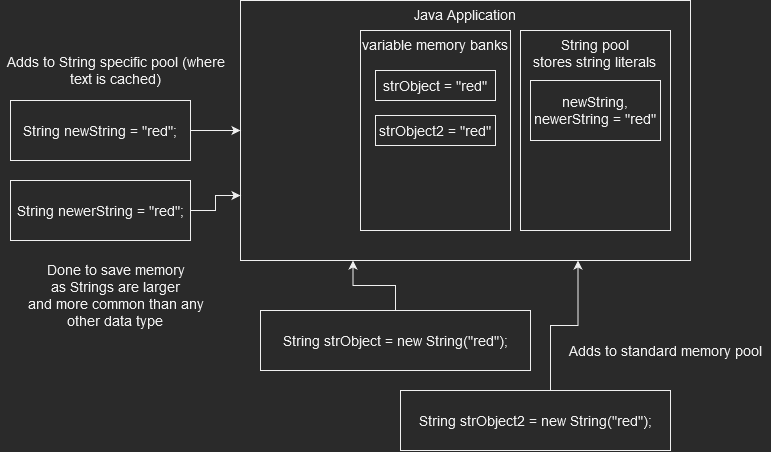 Java Application
variable memory banks
strObject = "red"
strObject2 = "red"
String pool
stores string literals
newString,
newerString = "red"
Adds to String specific pool (where
text is cached)
String newString = "red";
String newerString = "red";
Done to save memory
as Strings are larger
and more common than any
other data type
String strObject = new String("red");
Adds to standard memory pool
String strObject2 = new String("red");